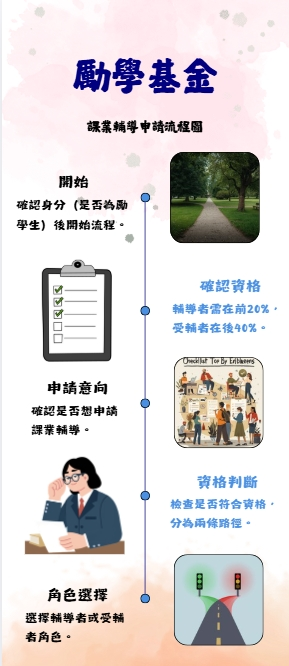 勵學基金
課業輔導申請流程圖
開始
確認身分（是否為勵
學生）後開始流程。
確認資格
輔導者需在前20%，
受輔者在後40%。
申請意向
確認是否想申請
課業輔導。
資格判斷
檢查是否符合資格，
分為兩條路徑。
角色選擇
選擇輔導者或受輔
者角色。